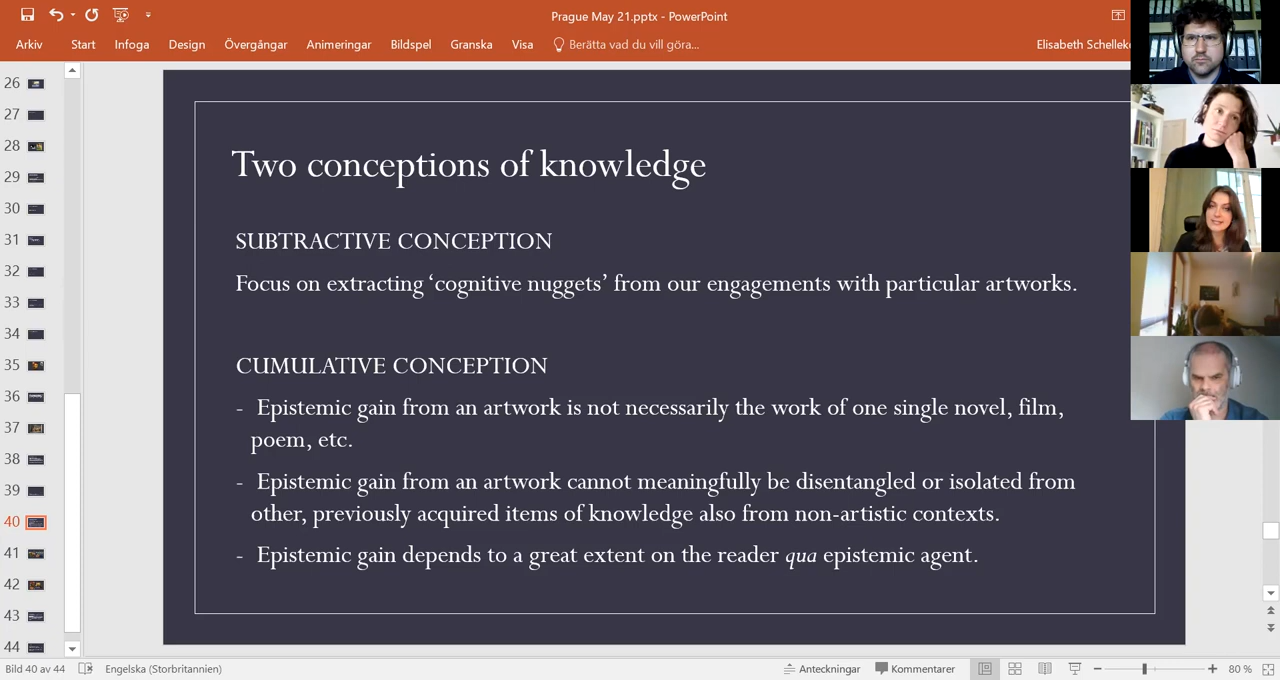 Prague May 21.pptx - PowerPoint
Arkiv Start Infoga Design Övergångar Animeringar Bildspel Granska Visa Berätta vad du vill göra... Elisabeth
26
27
28
29
30
31
32
33
34
35
36
37
38
39
40
41
42
43
44
Two conceptions of knowledge
SUBTRACTIVE CONCEPTION
Focus on extracting ‘cognitive nuggets’ from our engagements with particular artworks.
CUMULATIVE CONCEPTION
- Epistemic gain from an artwork is not necessarily the work of one single novel, film,
poem, etc.
- Epistemic gain from an artwork cannot meaningfully be disentangled or isolated from
other, previously acquired items of knowledge also from non-artistic contexts.
- Epistemic gain depends to a great extent on the reader qua epistemic agent.
Bild 40 av 44 Engelska (Storbritannien) Anteckningar Kommentarer 80 %